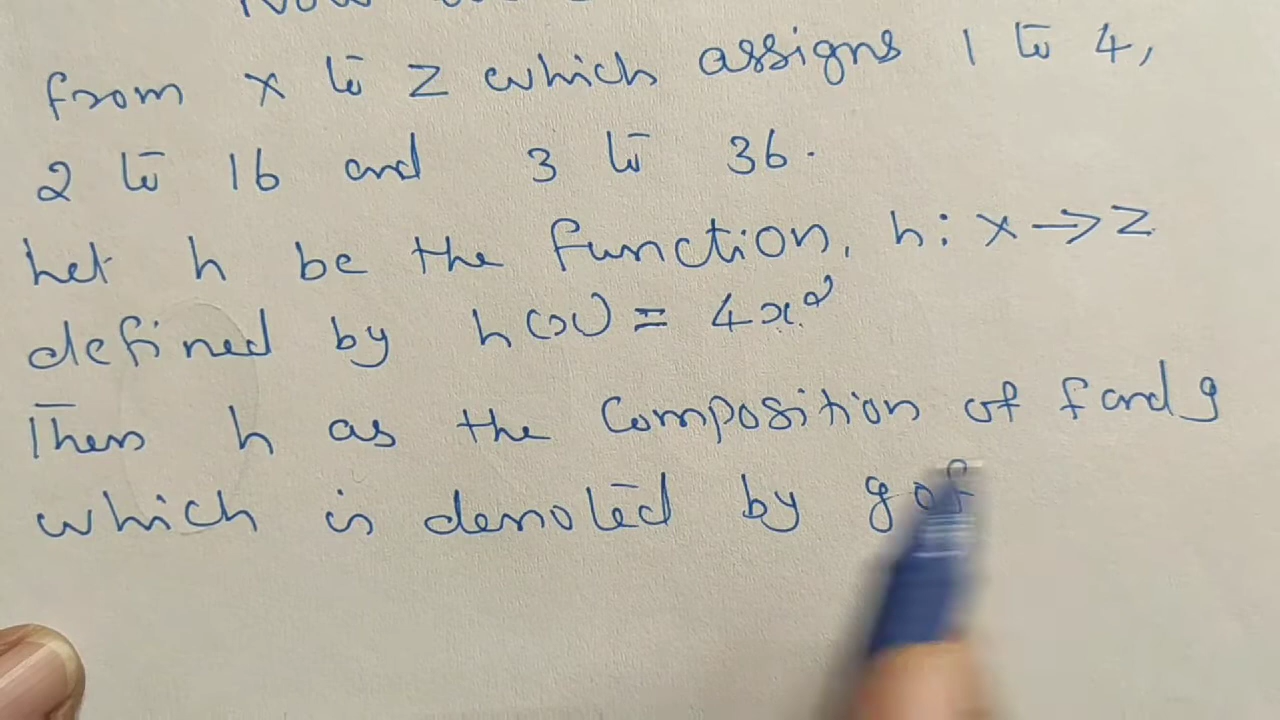 from x to z which assigns 1 to 4,
2 to 16 and 3 to 36.
Let h be the function, h: x → z
defined by h(x) = 4x²
Then h as the composition of f and g
which is denoted by gof